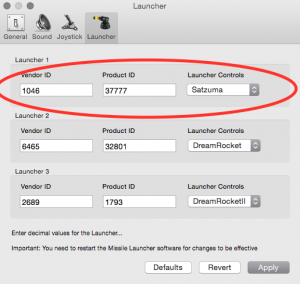 Launcher
General Sound Joystick Launcher
Launcher 1
Vendor ID Product ID Launcher Controls
1046 37777 Satzuma
Launcher 2
Vendor ID Product ID Launcher Controls
6465 32801 DreamRocket
Launcher 3
Vendor ID Product ID Launcher Controls
2689 1793 DreamRocketII
Enter decimal values for the Launcher...
Important: You need to restart the Missile Launcher software for changes to be effective
Defaults Revert Apply